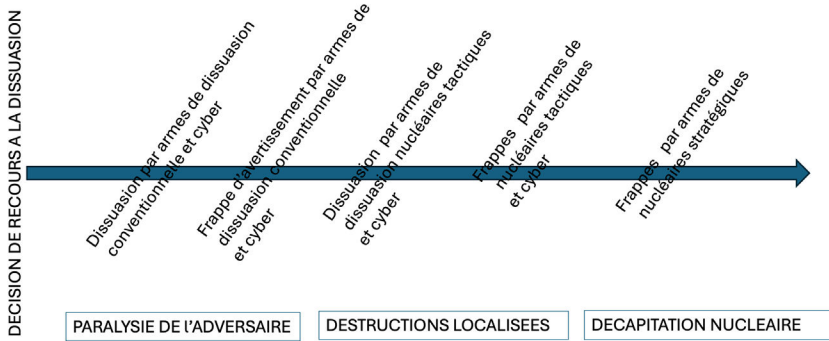 DECISION DE RECOURS A LA DISSUASION
Dissuasion par armes de dissuasion
conventionnelle et cyber
Frappe d'avertissement par armes de
dissuasion conventionnelle
et cyber
Dissuasion par armes de
dissuasion nucléaires tactiques
et cyber
Frappes par armes de
nucléaires tactiques
et cyber
Frappes par armes de
nucléaires stratégiques
PARALYSIE DE l'ADVERSAIRE
DESTRUCTIONS LOCALISEES
DECAPITATION NUCLEAIRE